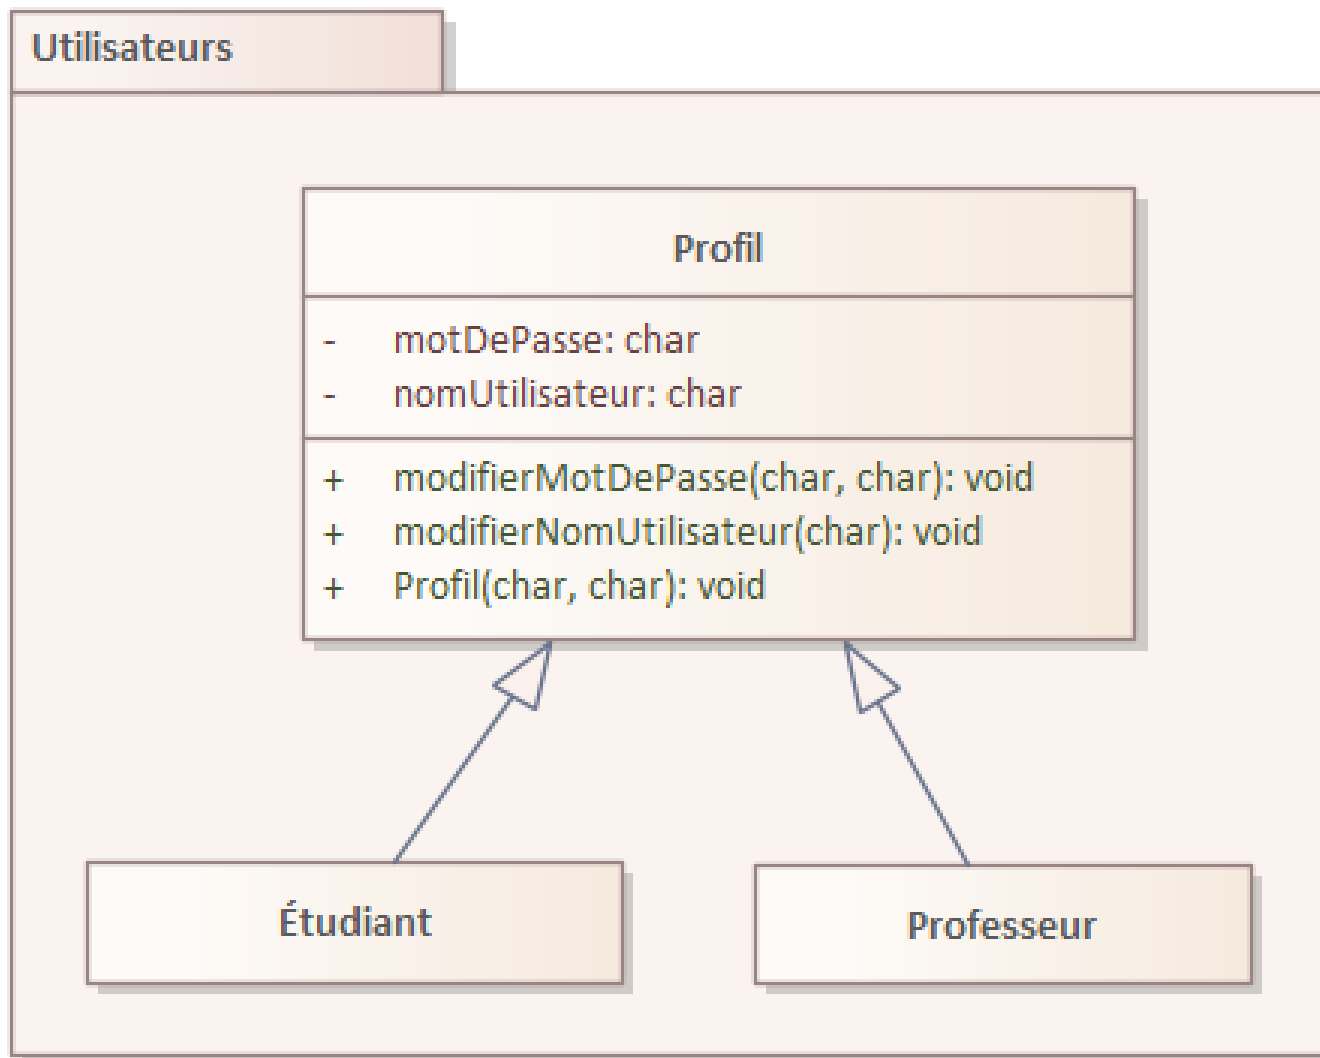 Utilisateurs
Profil
- motDePasse: char
- nomUtilisateur: char
+ modifierMotDePasse(char, char): void
+ modifierNomUtilisateur(char): void
+ Profil(char, char): void
Étudiant
Professeur